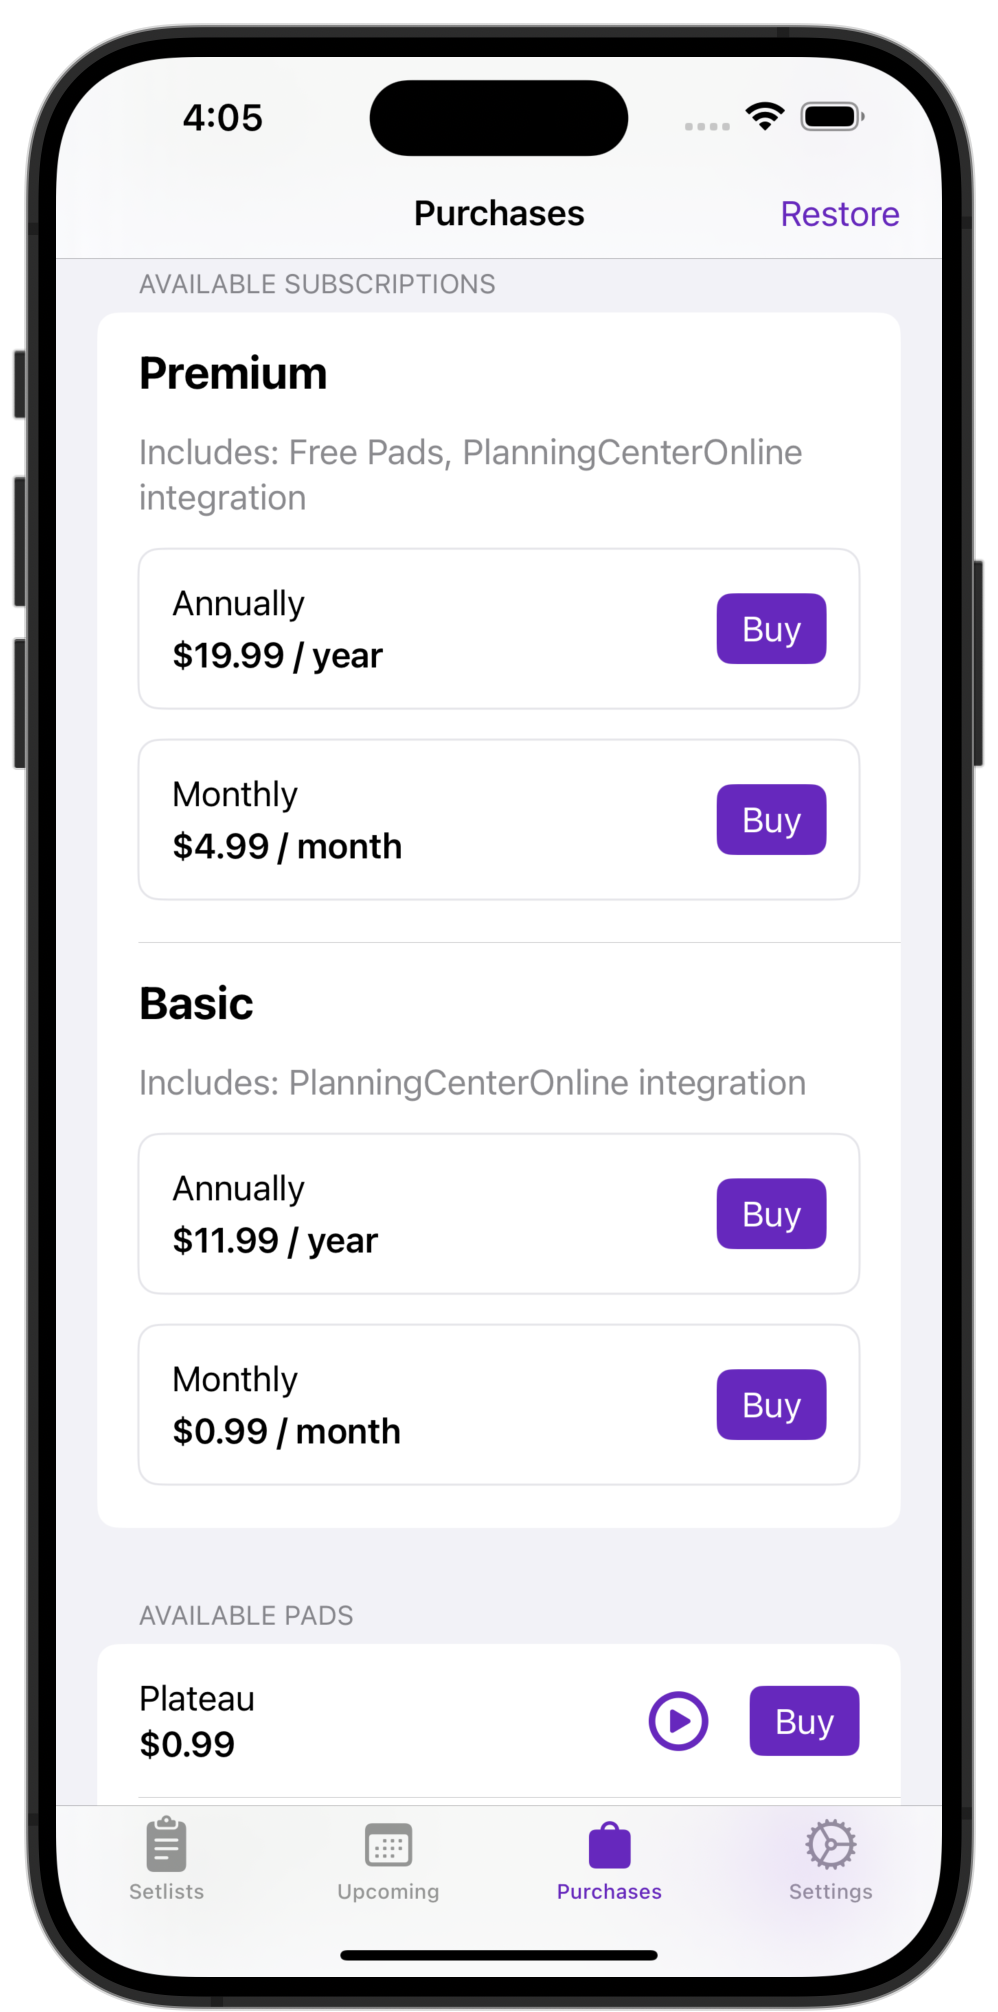 4:05
Purchases
Restore
AVAILABLE SUBSCRIPTIONS
Premium
Includes: Free Pads, PlanningCenterOnline
integration
Annually
$19.99 / year
Buy
Monthly
$4.99 / month
Buy
Basic
Includes: PlanningCenterOnline integration
Annually
$11.99 / year
Buy
Monthly
$0.99 / month
Buy
AVAILABLE PADS
Plateau
$0.99
Buy
Setlists
Upcoming
Purchases
Settings